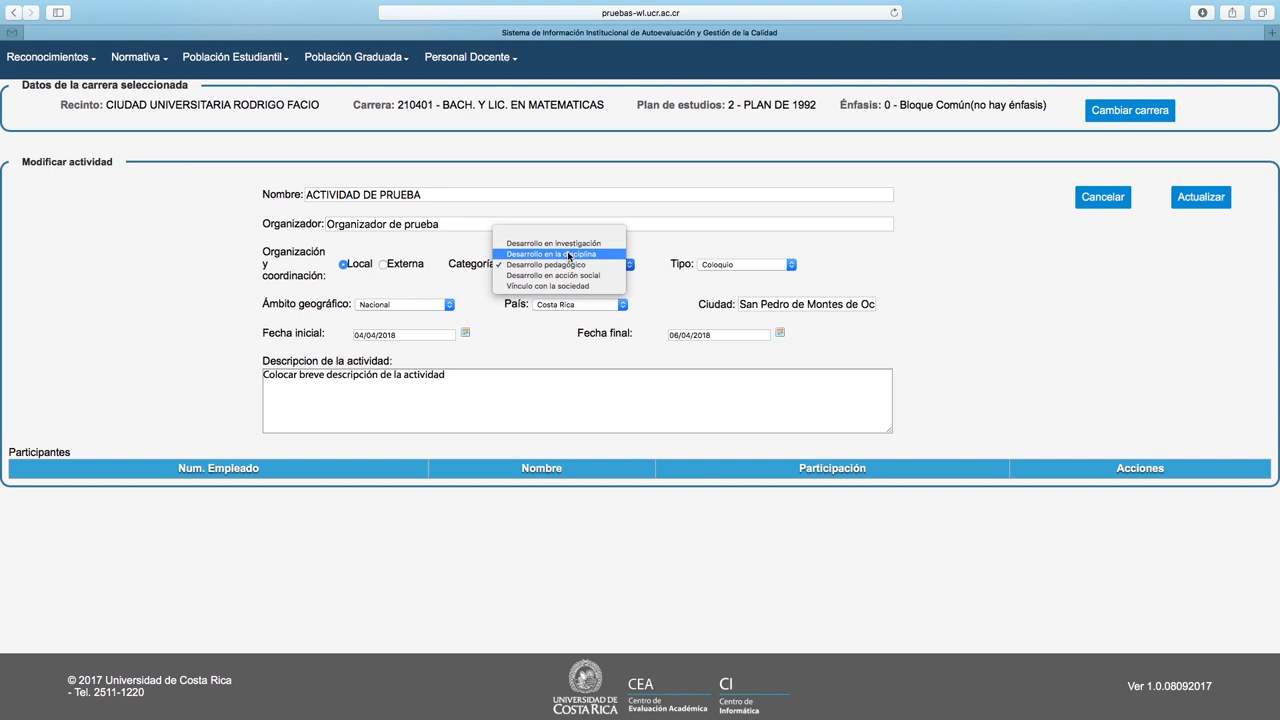 pruebas-wl.ucr.ac.cr
Sistema de Información Institucional de Autoevaluación y Gestión de la Calidad
Reconocimientos Normativa Población Estudiantil Población Graduada Personal Docente
Datos de la carrera seleccionada
Recinto: CIUDAD UNIVERSITARIA RODRIGO FACIO Carrera: 210401 - BACH. Y LIC. EN MATEMATICAS Plan de estudios: 2 - PLAN DE 1992 Énfasis: 0 - Bloque Común(no hay énfasis) Cambiar carrera
Modificar actividad
Nombre: ACTIVIDAD DE PRUEBA Cancelar Actualizar
Organizador: Organizador de prueba
Organización
y
coordinación:
Local Externa Categoría Tipo: Coloquio
Desarrollo en investigación
Desarrollo en la disciplina
✓ Desarrollo pedagógico
Desarrollo en acción social
Vínculo con la sociedad
Ámbito geográfico: Nacional País: Costa Rica Ciudad: San Pedro de Montes de Oc
Fecha inicial: 04/04/2018 Fecha final: 06/04/2018
Descripcion de la actividad:
Colocar breve descripción de la actividad
Participantes
Num. Empleado Nombre Participación Acciones
© 2017 Universidad de Costa Rica
- Tel. 2511-1220
UNIVERSIDAD DE
COSTA RICA
CEA
Centro de
Evaluación Académica
CI
Centro de
Informática
Ver 1.0.08092017